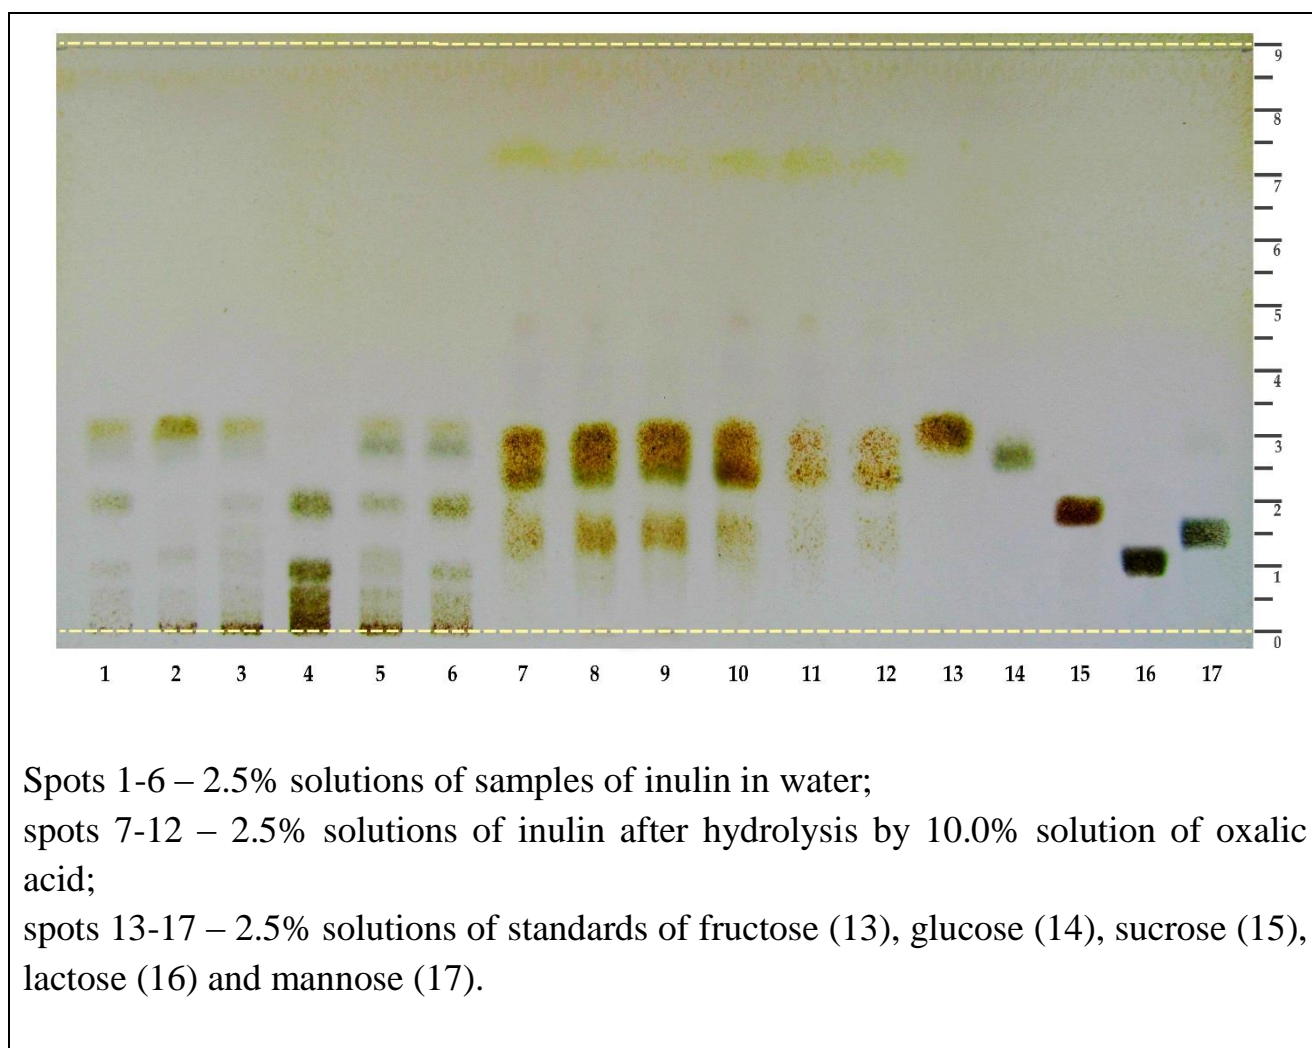 9
8
7
6
5
4
3
2
1
0
1 2 3 4 5 6 7 8 9 10 11 12 13 14 15 16 17
Spots 1-6 – 2.5% solutions of samples of inulin in water;
spots 7-12 – 2.5% solutions of inulin after hydrolysis by 10.0% solution of oxalic
acid;
spots 13-17 – 2.5% solutions of standards of fructose (13), glucose (14), sucrose (15),
lactose (16) and mannose (17).